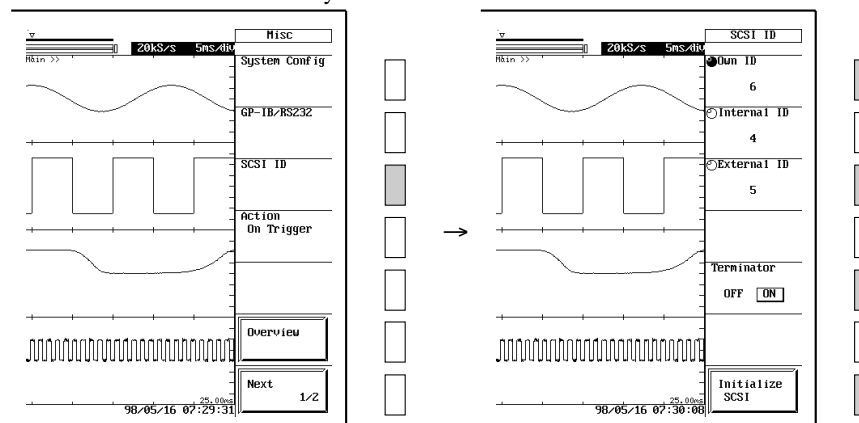 Misc
20kS/s 5ms/div
Main >>
System Config
GP-IB/RS232
SCSI ID
Action
On Trigger
Overview
Next
1/2
25.00ms
98/05/16 07:29:31
→
SCSI ID
20kS/s 5ms/div
Main >>
Own ID
6
Internal ID
4
External ID
5
Terminator
OFF ON
Initialize
SCSI
25.00ms
98/05/16 07:30:08